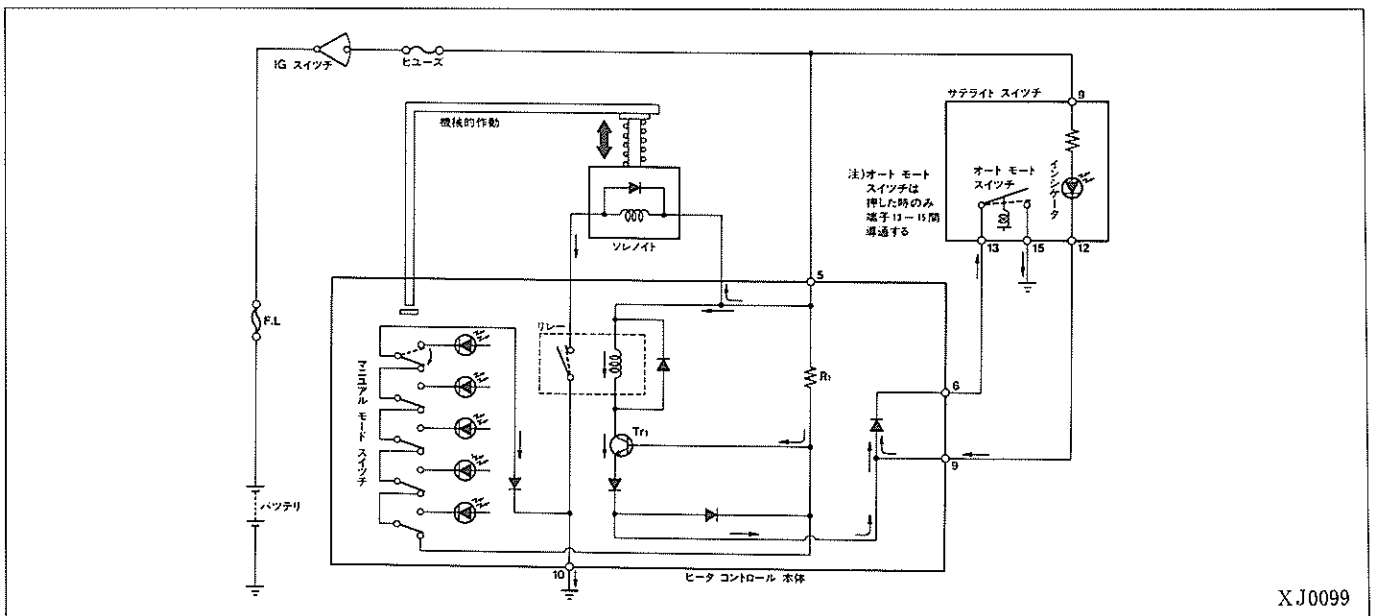 IG スイッチ
ヒューズ
サテライト スイッチ
9
機械的作動
注)オート モート
スイッチは
押した時のみ
端子13-15間
導通する
オート モート
スイッチ
インジケータ
13
15
12
ソレノイト
5
F.L
リレー
マニュアル モード スイッチ
R1
6
Tr1
9
バッテリ
10
ヒータ コントロール 本体
XJ0099